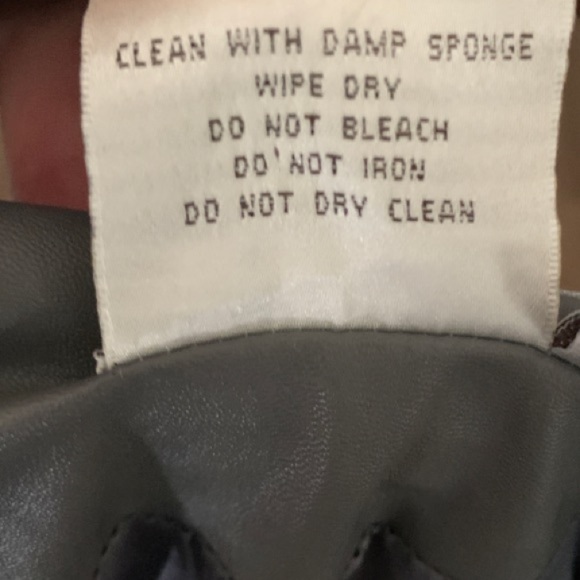 CLEAN WITH DAMP SPONGE
WIPE DRY
DO NOT BLEACH
DO'NOT IRON
DO NOT DRY CLEAN